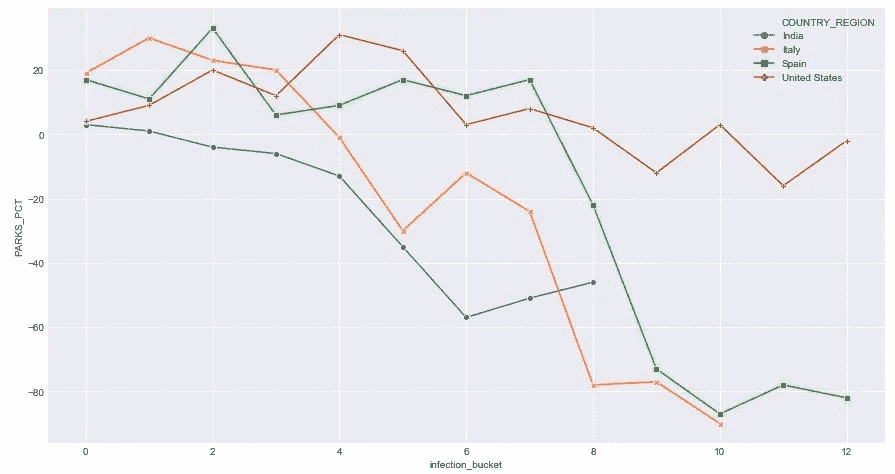 COUNTRY_REGION
India
Italy
Spain
United States
20
0
−20
−40
−60
−80
PARKS_PCT
0 2 4 6 8 10 12
infection_bucket